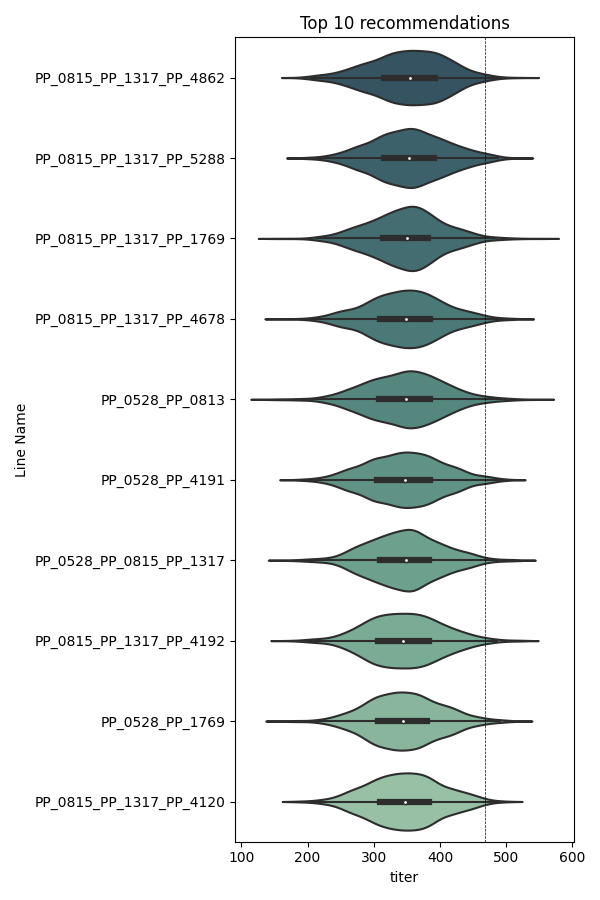 Top 10 recommendations
PP_0815_PP_1317_PP_4862
PP_0815_PP_1317_PP_5288
PP_0815_PP_1317_PP_1769
PP_0815_PP_1317_PP_4678
PP_0528_PP_0813
PP_0528_PP_4191
PP_0528_PP_0815_PP_1317
PP_0815_PP_1317_PP_4192
PP_0528_PP_1769
PP_0815_PP_1317_PP_4120
Line Name
100 200 300 400 500 600
titer